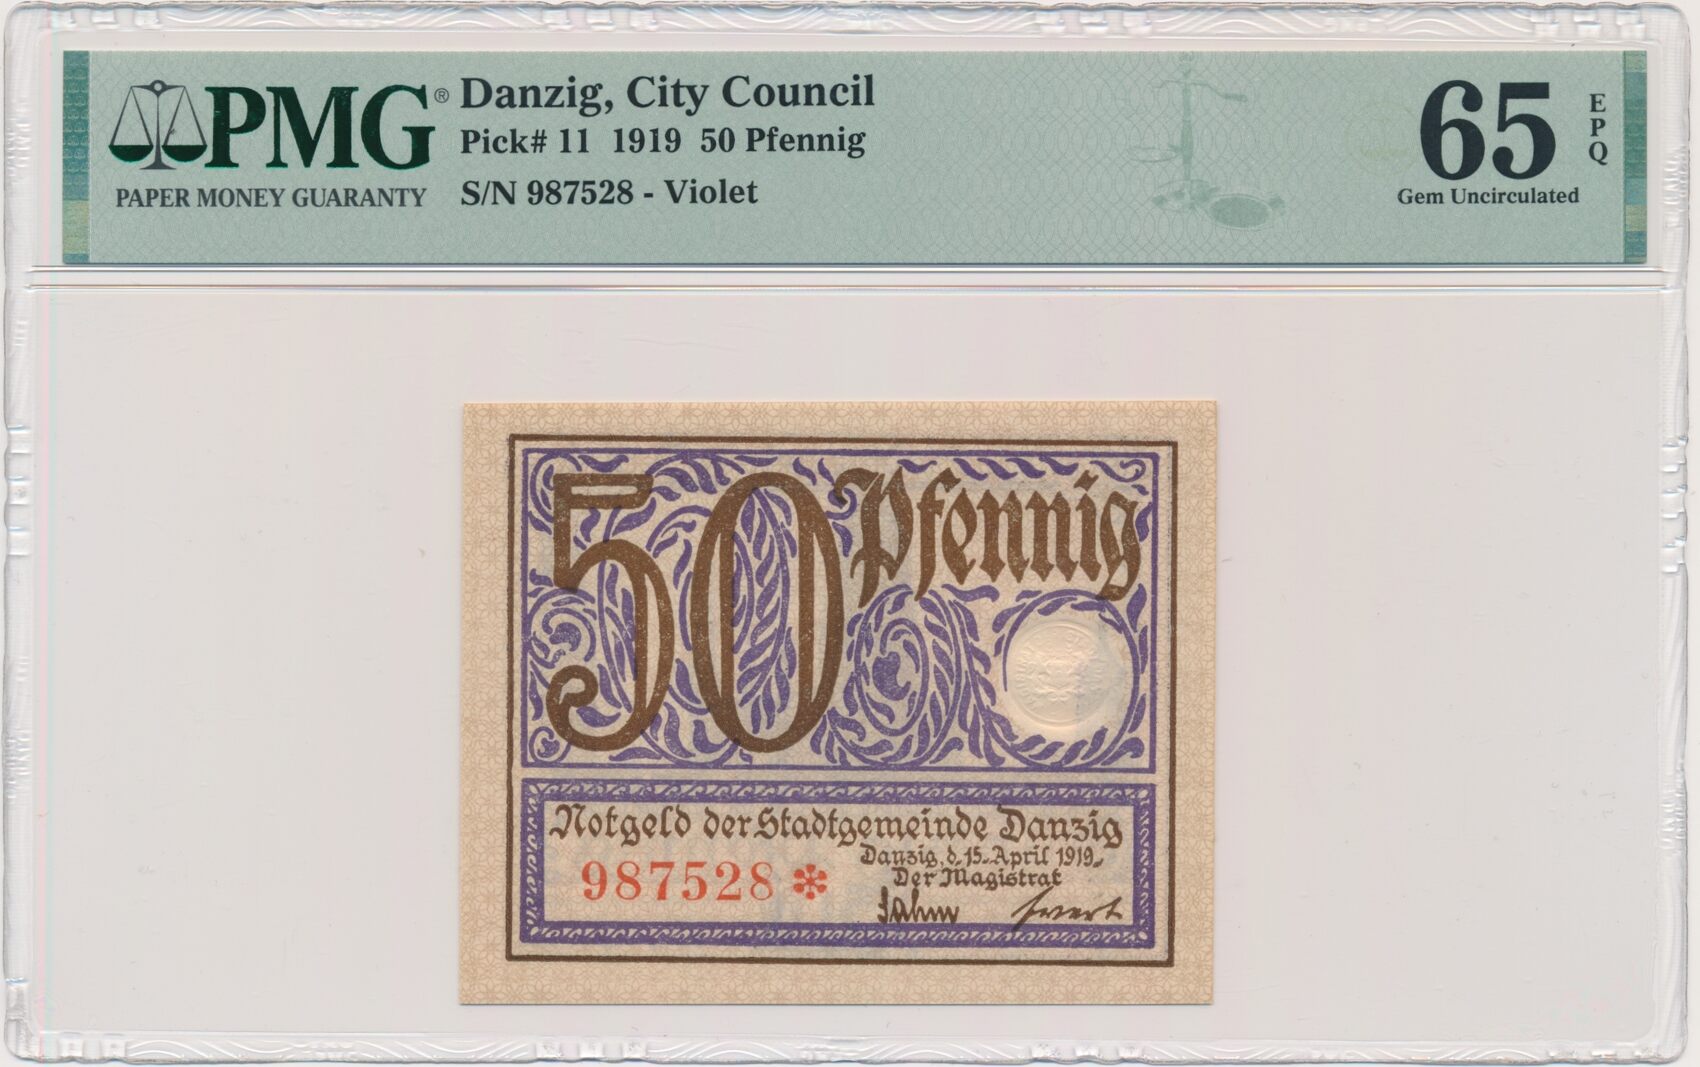 PMG®
PAPER MONEY GUARANTY
Danzig, City Council
Pick# 11 1919 50 Pfennig
S/N 987528 - Violet
65
EPQ
Gem Uncirculated
50 Pfennig
Notgeld der Stadtgemeinde Danzig
987528 *
Danzig, d. 15. April 1919.
Der Magistrat
Sahm